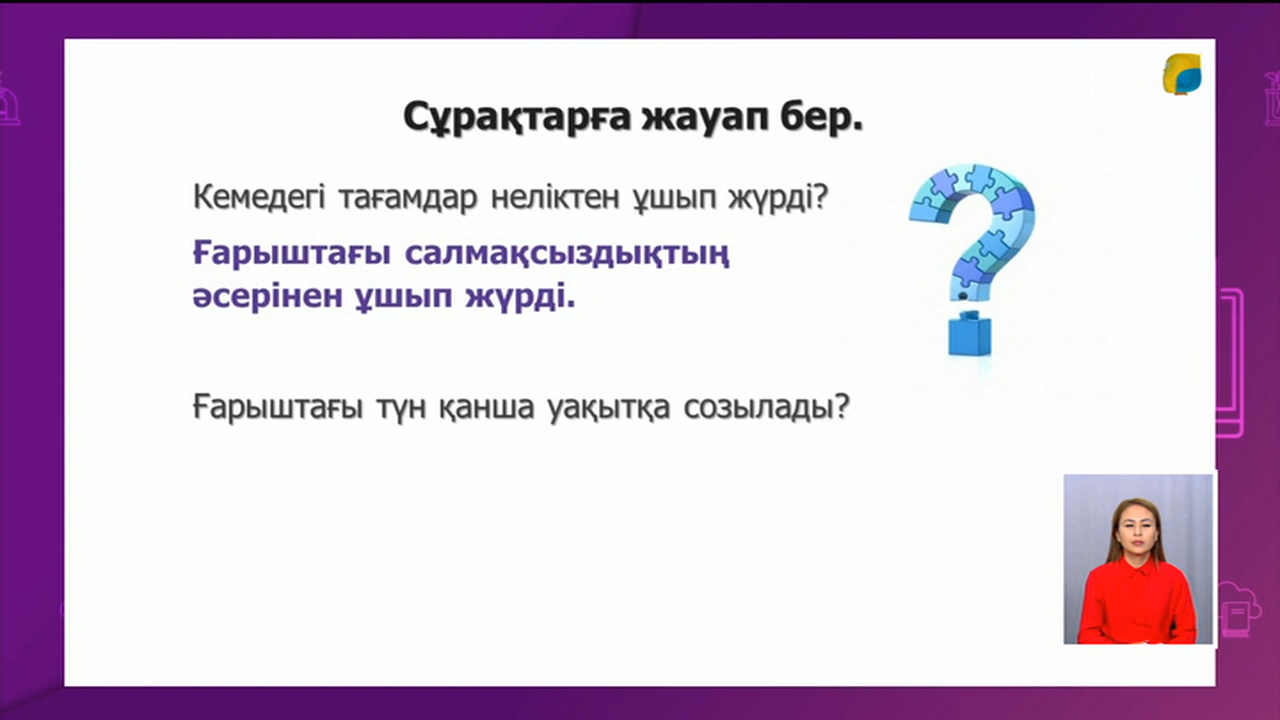 Сұрақтарға жауап бер.
Кемедегі тағамдар неліктен ұшып жүрді?
Ғарыштағы салмақсыздықтың
әсерінен ұшып жүрді.
Ғарыштағы түн қанша уақытқа созылады?